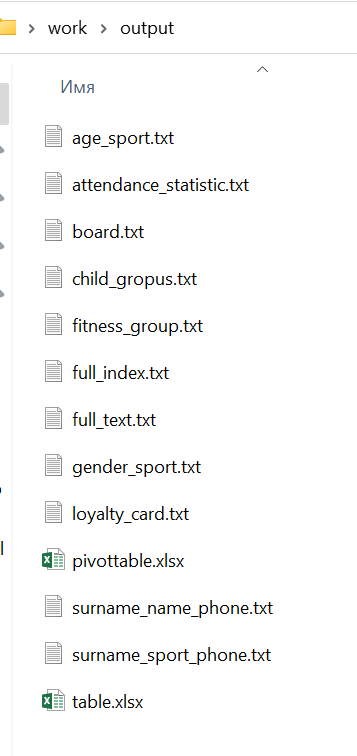 work > output
Имя
age_sport.txt
attendance_statistic.txt
board.txt
child_gropus.txt
fitness_group.txt
full_index.txt
full_text.txt
gender_sport.txt
loyalty_card.txt
pivottable.xlsx
surname_name_phone.txt
surname_sport_phone.txt
table.xlsx